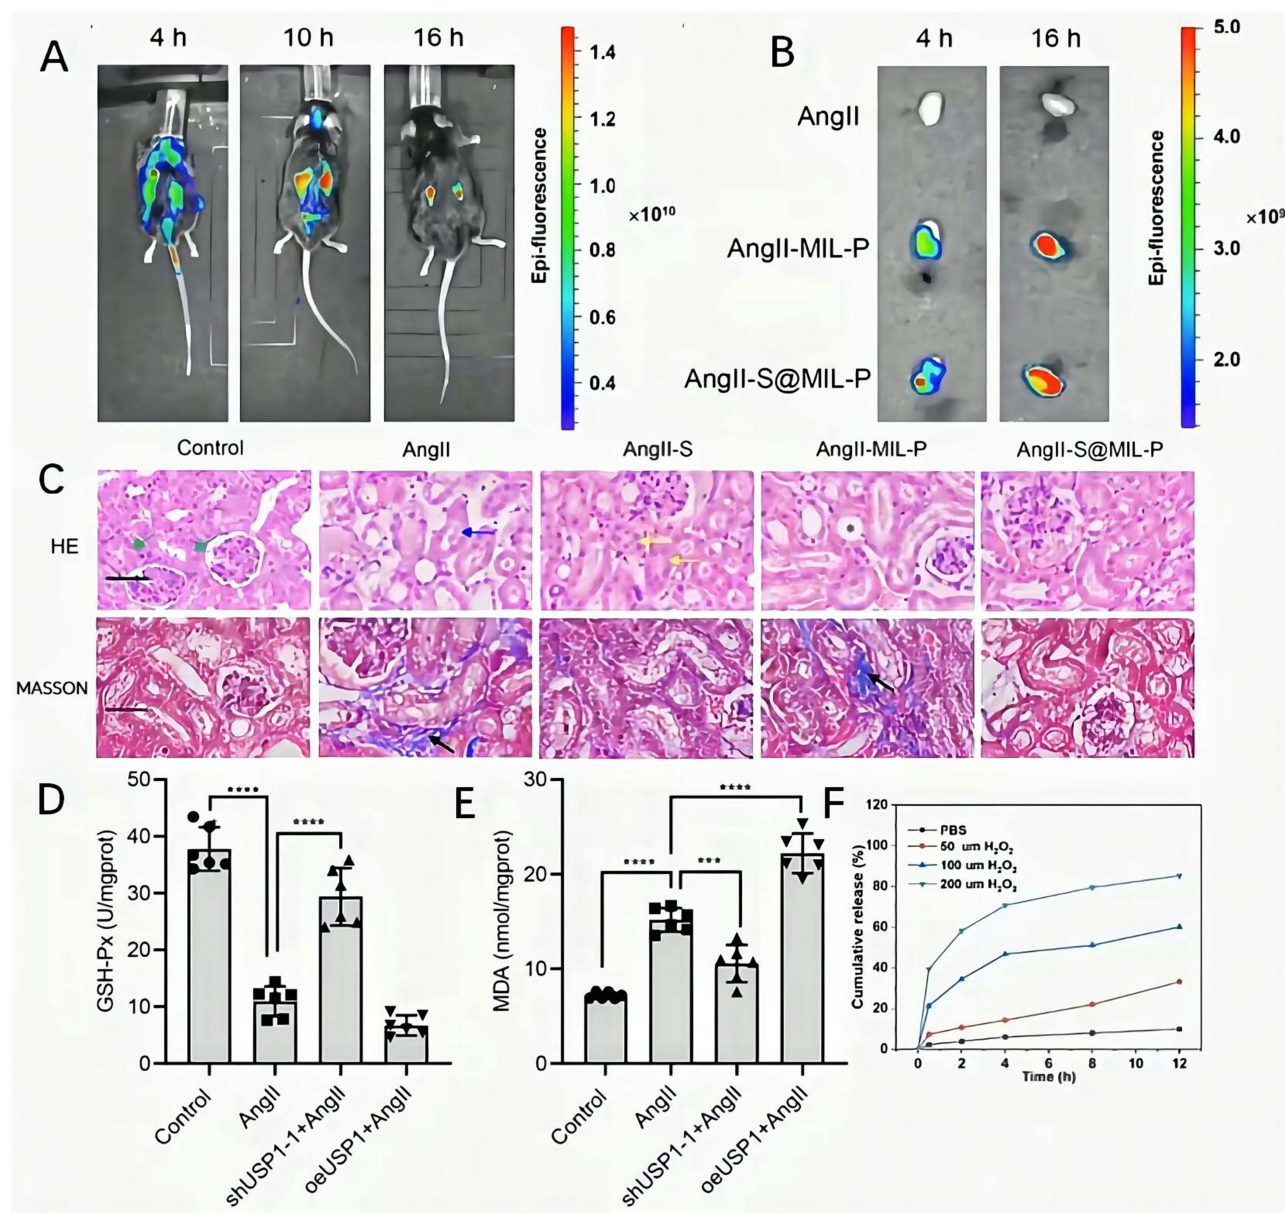 A
4 h
10 h
16 h
1.4
1.2
1.0
0.8
0.6
0.4
Epi-fluorescence
×10¹⁰
B
4 h
16 h
AngII
AngII-MIL-P
AngII-S@MIL-P
5.0
4.0
3.0
2.0
Epi-fluorescence
×10⁹
Control
AngII
AngII-S
AngII-MIL-P
AngII-S@MIL-P
C
HE
MASSON
D
GSH-Px (U/mgprot)
50
40
30
20
10
0
****
****
Control
AngII
shUSP1-1+AngII
oeUSP1+AngII
E
MDA (nmol/mgprot)
30
20
10
0
****
***
****
Control
AngII
shUSP1-1+AngII
oeUSP1+AngII
F
Cumulative release (%)
120
100
80
60
40
20
0
PBS
50 um H₂O₂
100 um H₂O₂
200 um H₂O₂
0
2
4
6
8
10
12
Time (h)